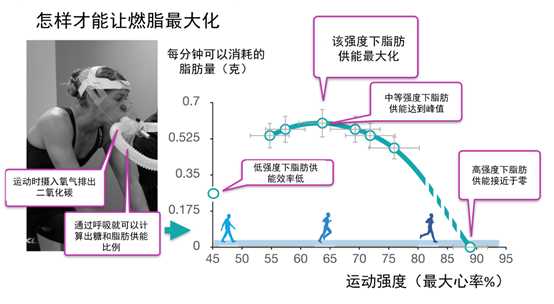 怎样才能让燃脂最大化
每分钟可以消耗的
脂肪量（克）
该强度下脂肪
供能最大化
中等强度下脂肪
供能达到峰值
低强度下脂肪供
能效率低
高强度下脂肪
供能接近于零
运动时摄入氧气排出
二氧化碳
通过呼吸就可以计
算出糖和脂肪供能
比例
0.7
0.525
0.35
0.175
0
45 50 55 60 65 70 75 80 85 90 95
运动强度（最大心率%）